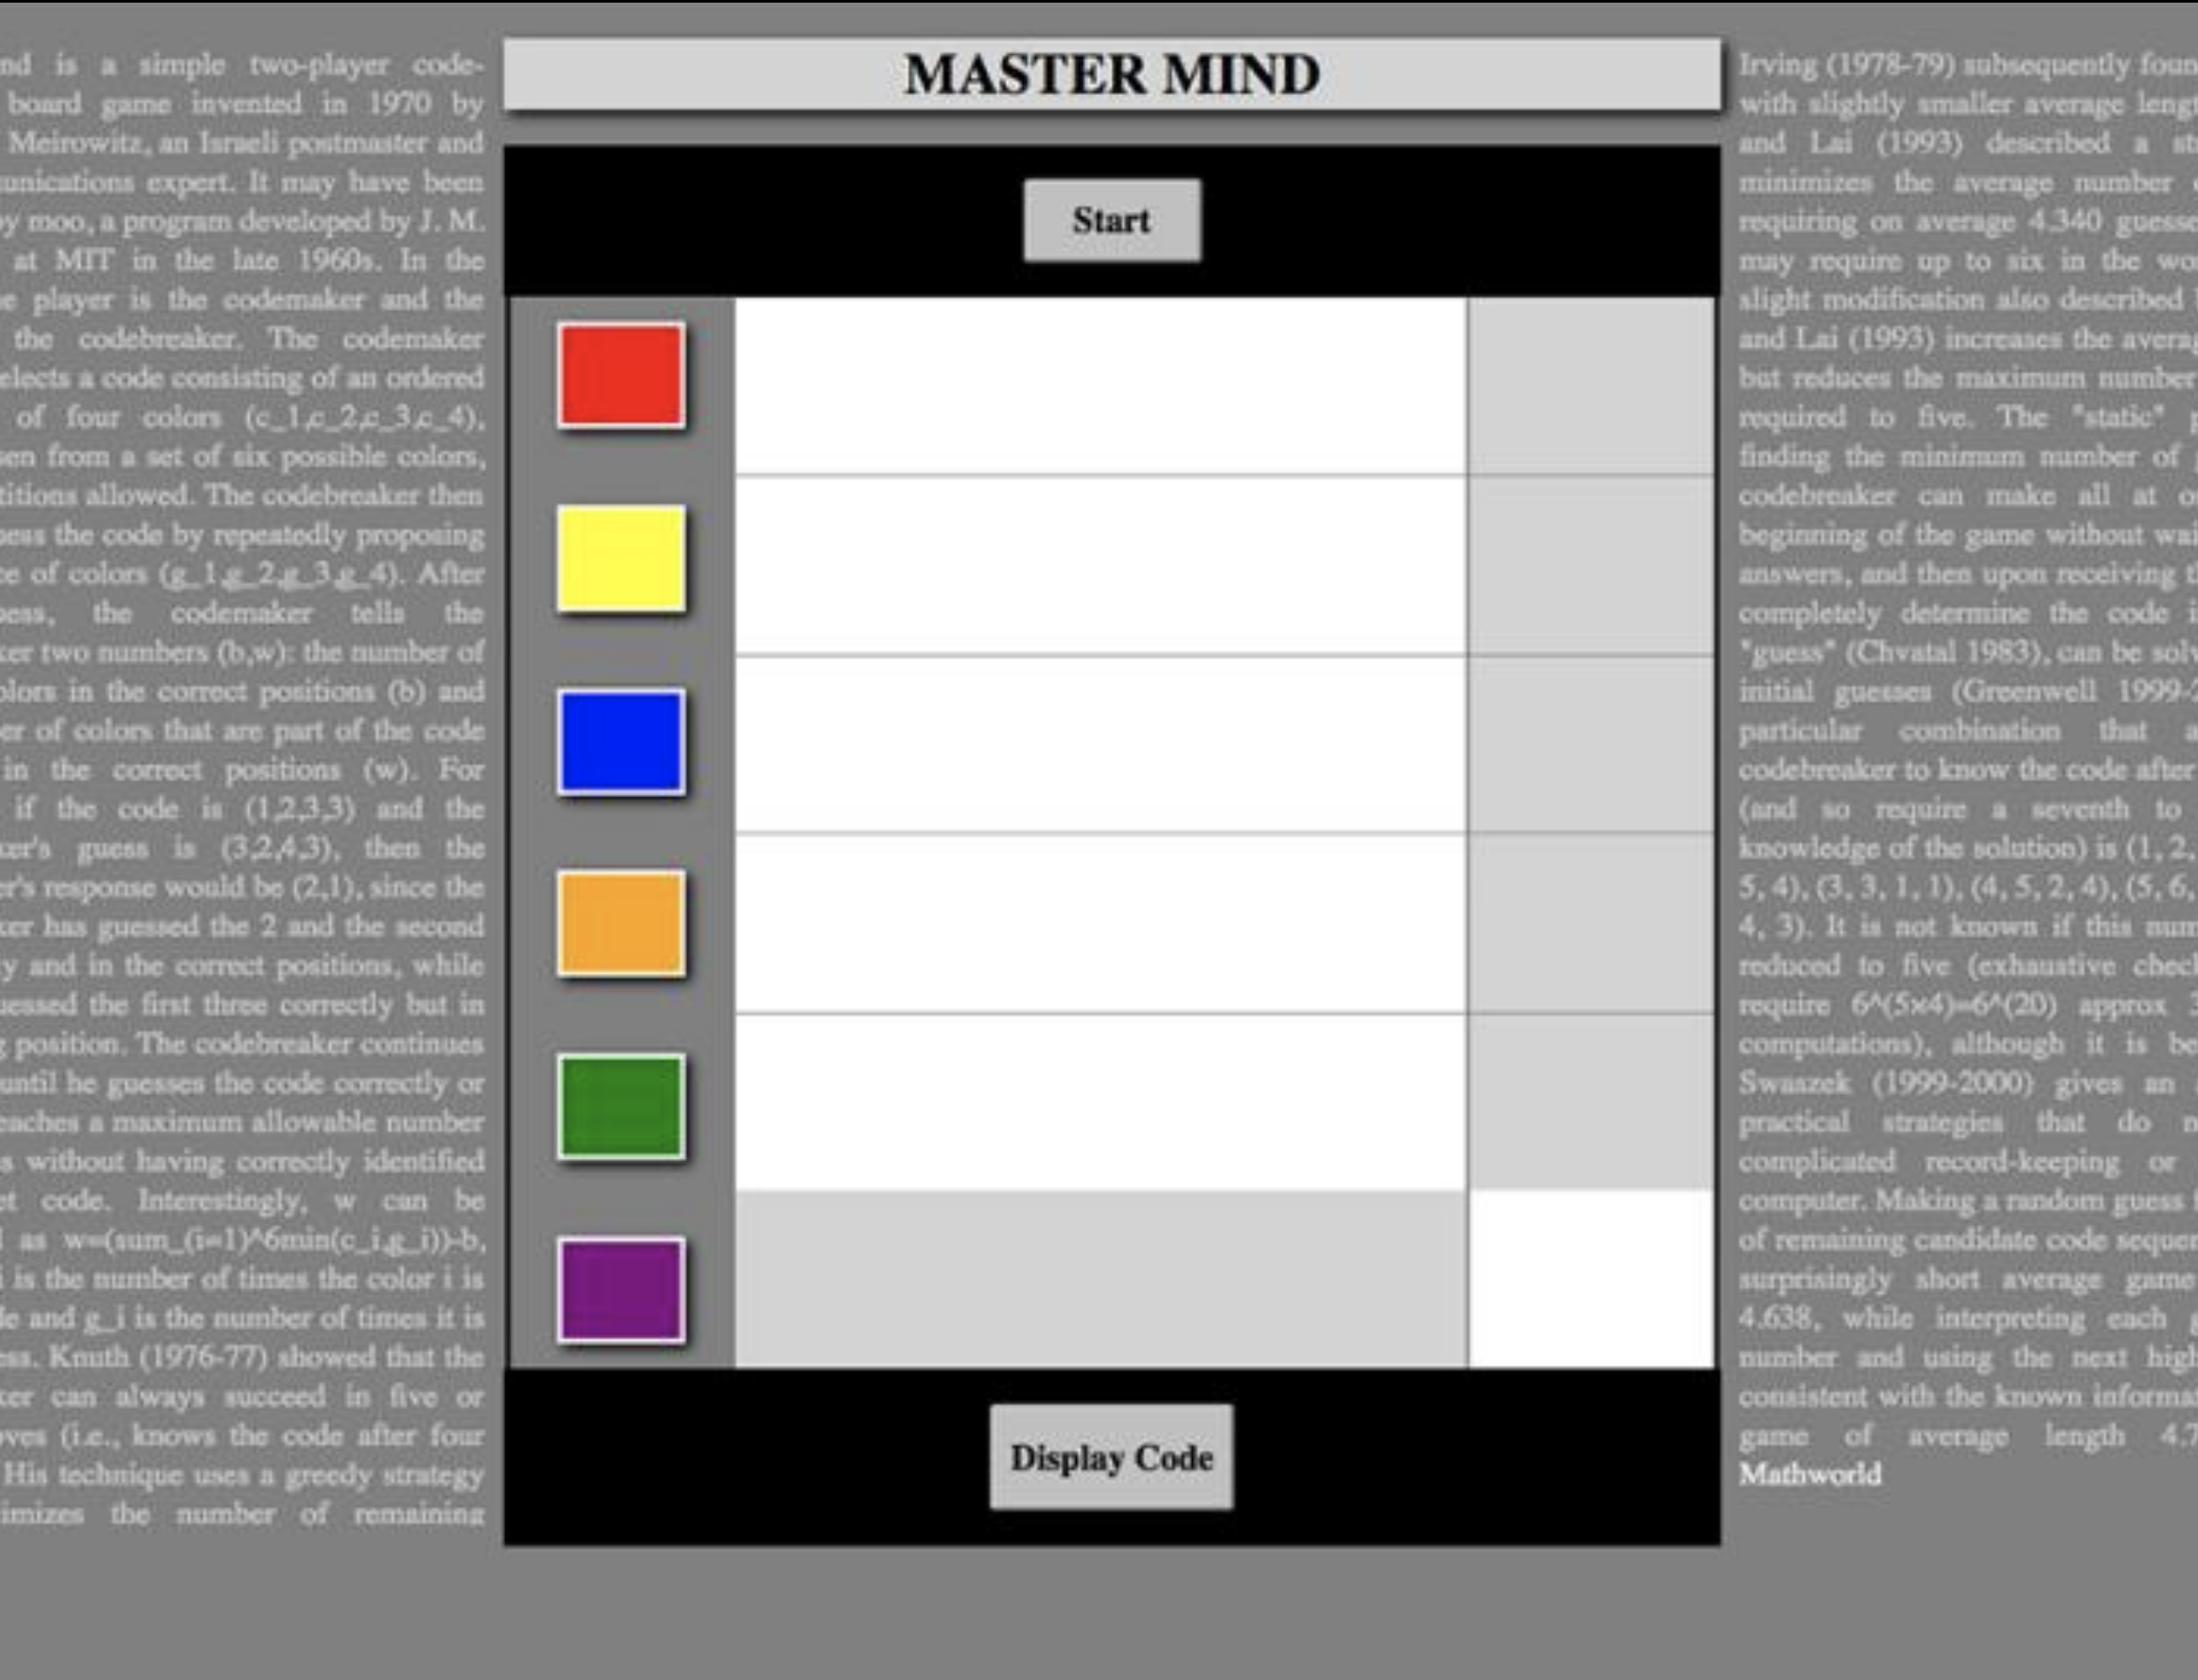 nd is a simple two-player code-
board game invented in 1970 by
Meirowitz, an Israeli postmaster and
unications expert. It may have been
by moo, a program developed by J. M.
at MIT in the late 1960s. In the
e player is the codemaker and the
the codebreaker. The codemaker
elects a code consisting of an ordered
of four colors (c_1,c_2,c_3,c_4),
sen from a set of six possible colors,
titions allowed. The codebreaker then
ess the code by repeatedly proposing
ce of colors (g_1,g_2,g_3,g_4). After
ess, the codemaker tells the
ker two numbers (b,w): the number of
olors in the correct positions (b) and
er of colors that are part of the code
in the correct positions (w). For
if the code is (1,2,3,3) and the
ker's guess is (3,2,4,3), then the
er's response would be (2,1), since the
ker has guessed the 2 and the second
y and in the correct positions, while
uessed the first three correctly but in
g position. The codebreaker continues
until he guesses the code correctly or
eaches a maximum allowable number
s without having correctly identified
et code. Interestingly, w can be
as w=(sum_(i=1)^6min(c_i,g_i))-b,
i is the number of times the color i is
de and g_i is the number of times it is
ess. Knuth (1976-77) showed that the
ker can always succeed in five or
oves (i.e., knows the code after four
His technique uses a greedy strategy
imizes the number of remaining
MASTER MIND
Start
Display Code
Irving (1978-79) subsequently foun
with slightly smaller average leng
and Lai (1993) described a st
minimizes the average number
requiring on average 4.340 guesse
may require up to six in the wo
slight modification also described
and Lai (1993) increases the averag
but reduces the maximum number
required to five. The "static" p
finding the minimum number of
codebreaker can make all at o
beginning of the game without wai
answers, and then upon receiving t
completely determine the code i
"guess" (Chvatal 1983), can be solv
initial guesses (Greenwell 1999-2
particular combination that a
codebreaker to know the code after
(and so require a seventh to
knowledge of the solution) is (1, 2,
5, 4), (3, 3, 1, 1), (4, 5, 2, 4), (5, 6,
4, 3). It is not known if this num
reduced to five (exhaustive check
require 6^(5×4)=6^(20) approx 3
computations), although it is be
Swaszek (1999-2000) gives an
practical strategies that do n
complicated record-keeping or
computer. Making a random guess f
of remaining candidate code sequen
surprisingly short average game
4.638, while interpreting each g
number and using the next high
consistent with the known informat
game of average length 4.7
Mathworld